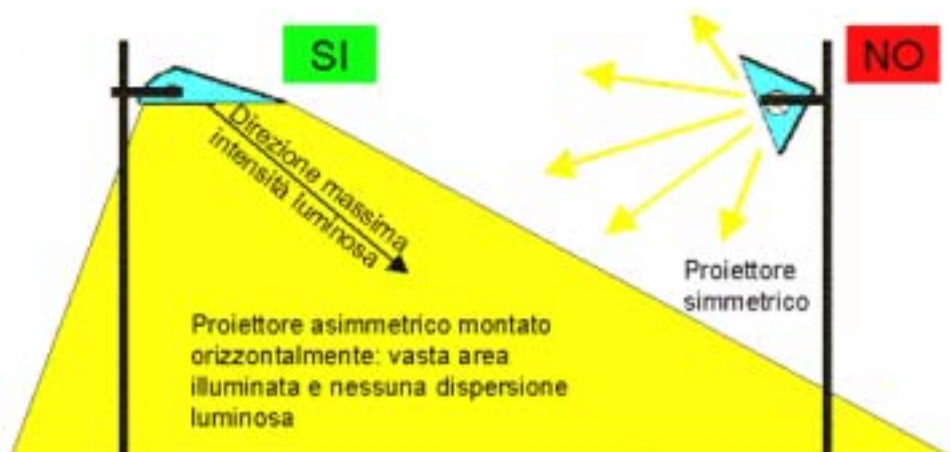 SI
NO
Direzione massima
intensità luminosa
Proiettore
simmetrico
Proiettore asimmetrico montato
orizzontalmente: vasta area
illuminata e nessuna dispersione
luminosa